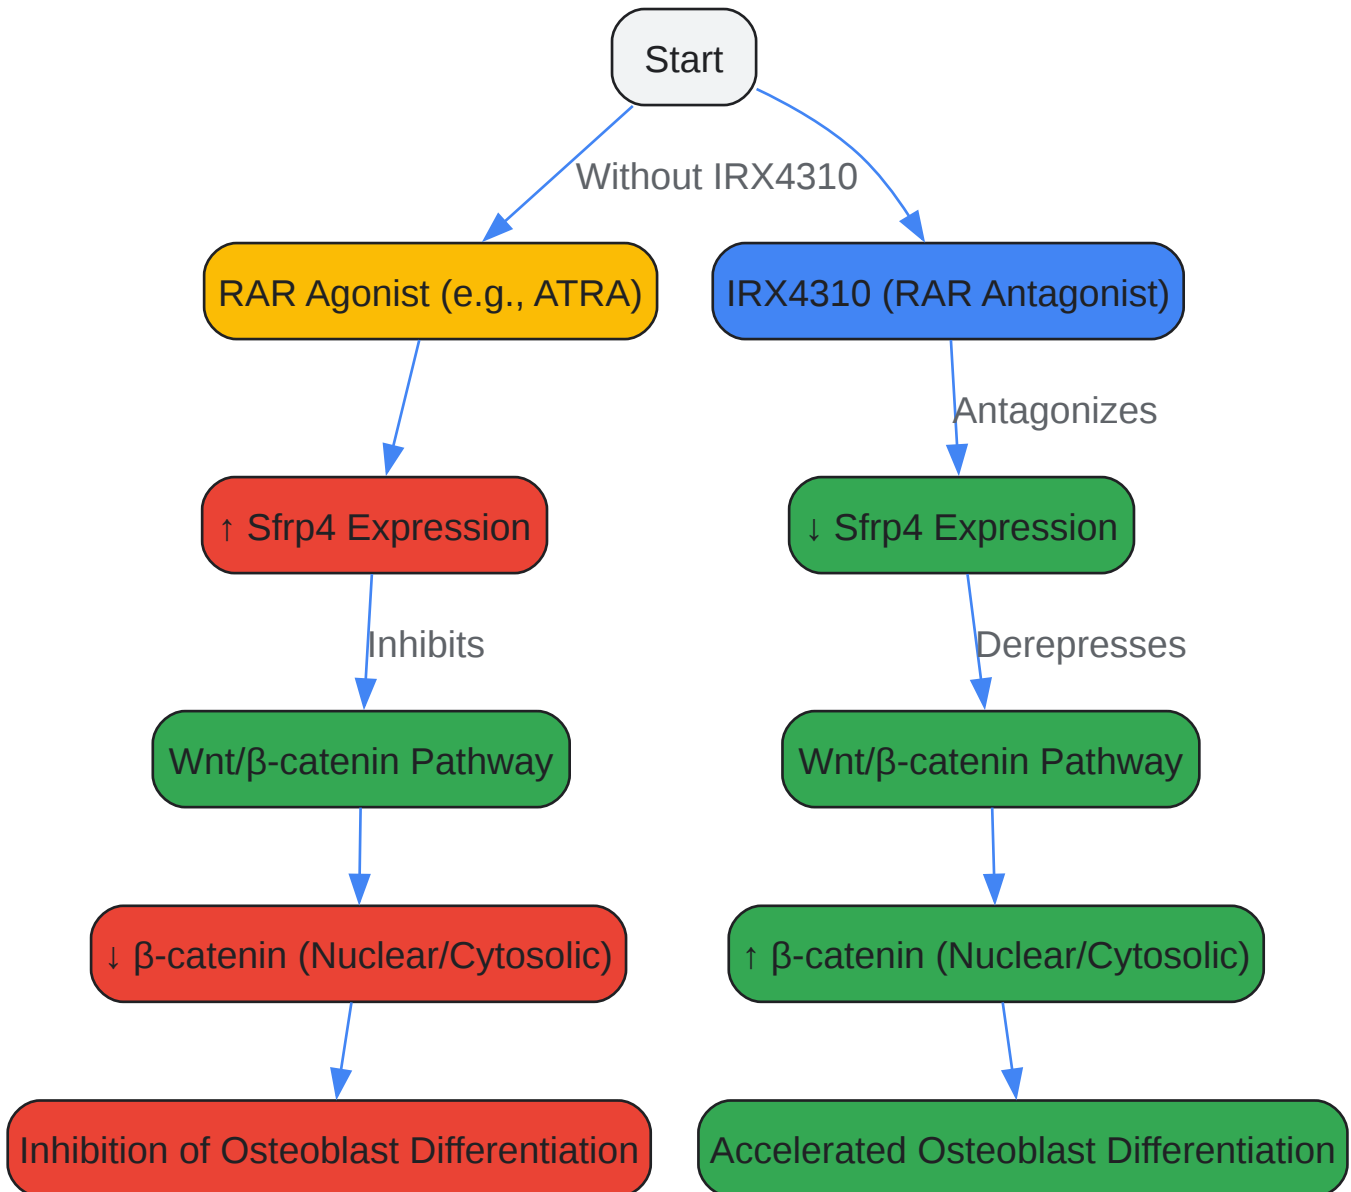 Start
Without IRX4310
RAR Agonist (e.g., ATRA)
IRX4310 (RAR Antagonist)
Antagonizes
↑ Sfrp4 Expression
↓ Sfrp4 Expression
Inhibits
Derepresses
Wnt/β-catenin Pathway
Wnt/β-catenin Pathway
↓ β-catenin (Nuclear/Cytosolic)
↑ β-catenin (Nuclear/Cytosolic)
Inhibition of Osteoblast Differentiation
Accelerated Osteoblast Differentiation